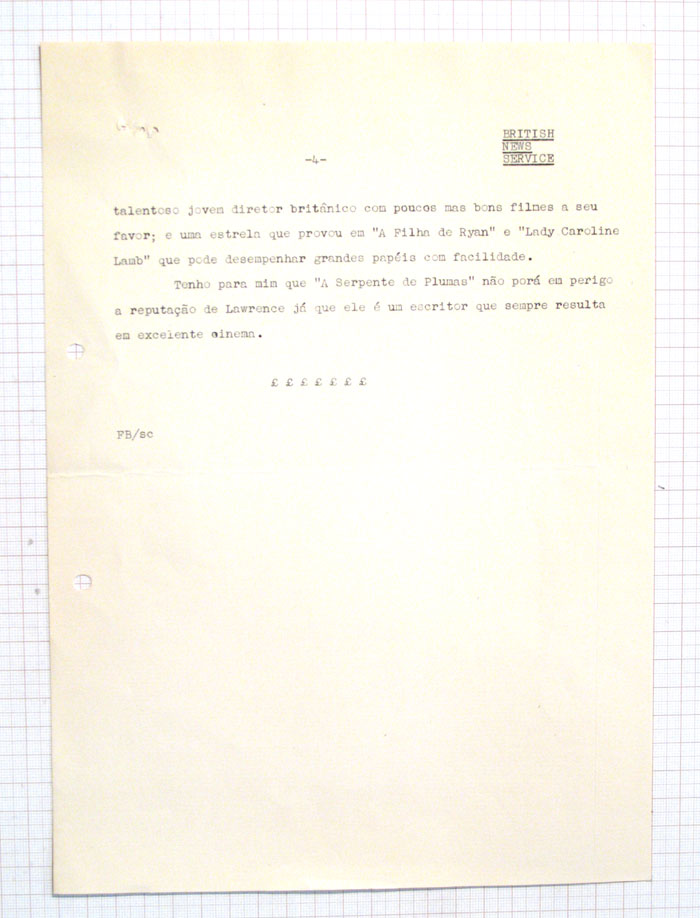 BRITISH
NEWS
SERVICE
-4-
talentoso jovem diretor britânico com poucos mas bons filmes a seu
favor; e uma estrela que provou em "A Filha de Ryan" e "Lady Caroline
Lamb" que pode desempenhar grandes papéis com facilidade.
Tenho para mim que "A Serpente de Plumas" não porá em perigo
a reputação de Lawrence já que ele é um escritor que sempre resulta
em excelente cinema.
£ £ £ £ £ £ £
FB/sc